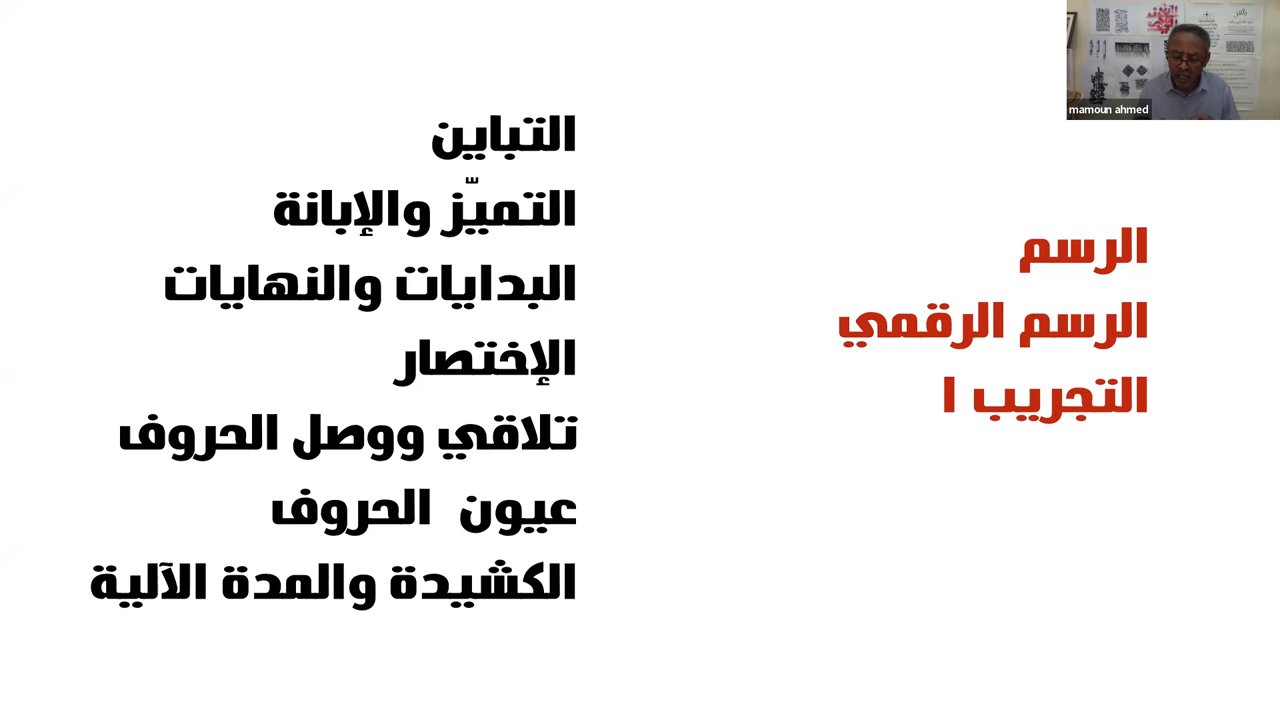 الرسم
الرسم الرقمي
التجريب ا
التباين
التميّز والإبانة
البدايات والنهايات
الإختصار
تلاقي ووصل الحروف
عيون الحروف
الكشيدة والمدة الآلية
mamoun ahmed